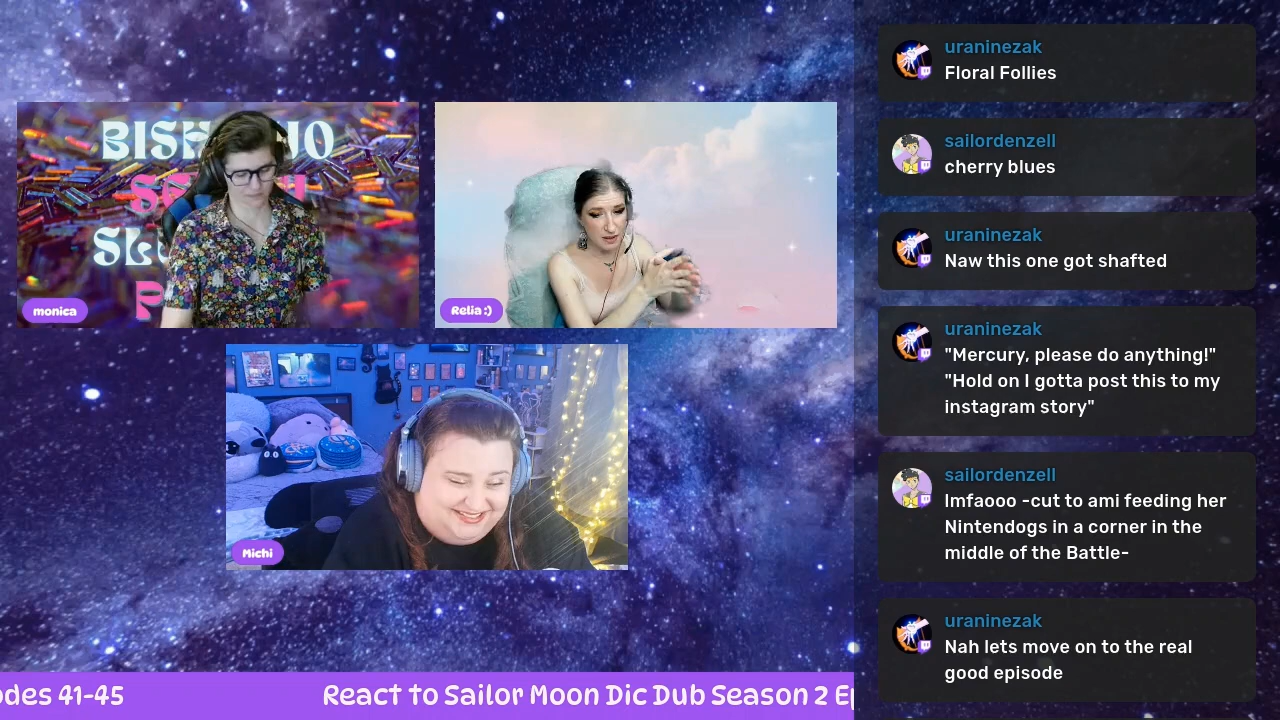 monica
Relia :)
Michi
odes 41-45
React to Sailor Moon Dic Dub Season 2 Ep
uraninezak
Floral Follies
sailordenzell
cherry blues
uraninezak
Naw this one got shafted
uraninezak
"Mercury, please do anything!"
"Hold on I gotta post this to my
instagram story"
sailordenzell
lmfaooo -cut to ami feeding her
Nintendogs in a corner in the
middle of the Battle-
uraninezak
Nah lets move on to the real
good episode